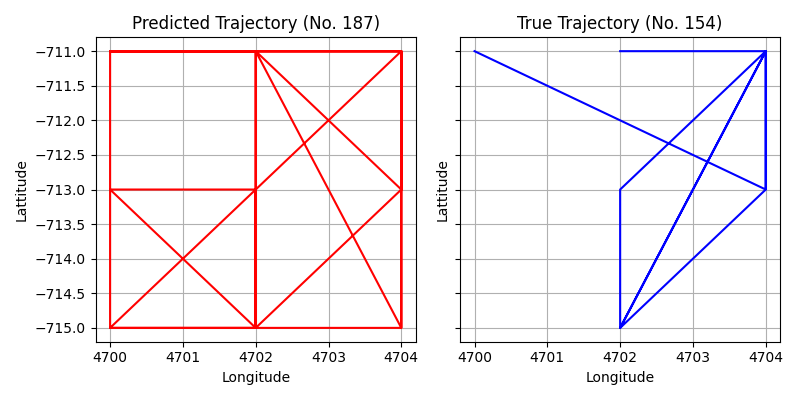 Predicted Trajectory (No. 187)
−711.0
−711.5
−712.0
−712.5
−713.0
−713.5
−714.0
−714.5
−715.0
Lattitude
4700 4701 4702 4703 4704
Longitude
True Trajectory (No. 154)
Lattitude
4700 4701 4702 4703 4704
Longitude